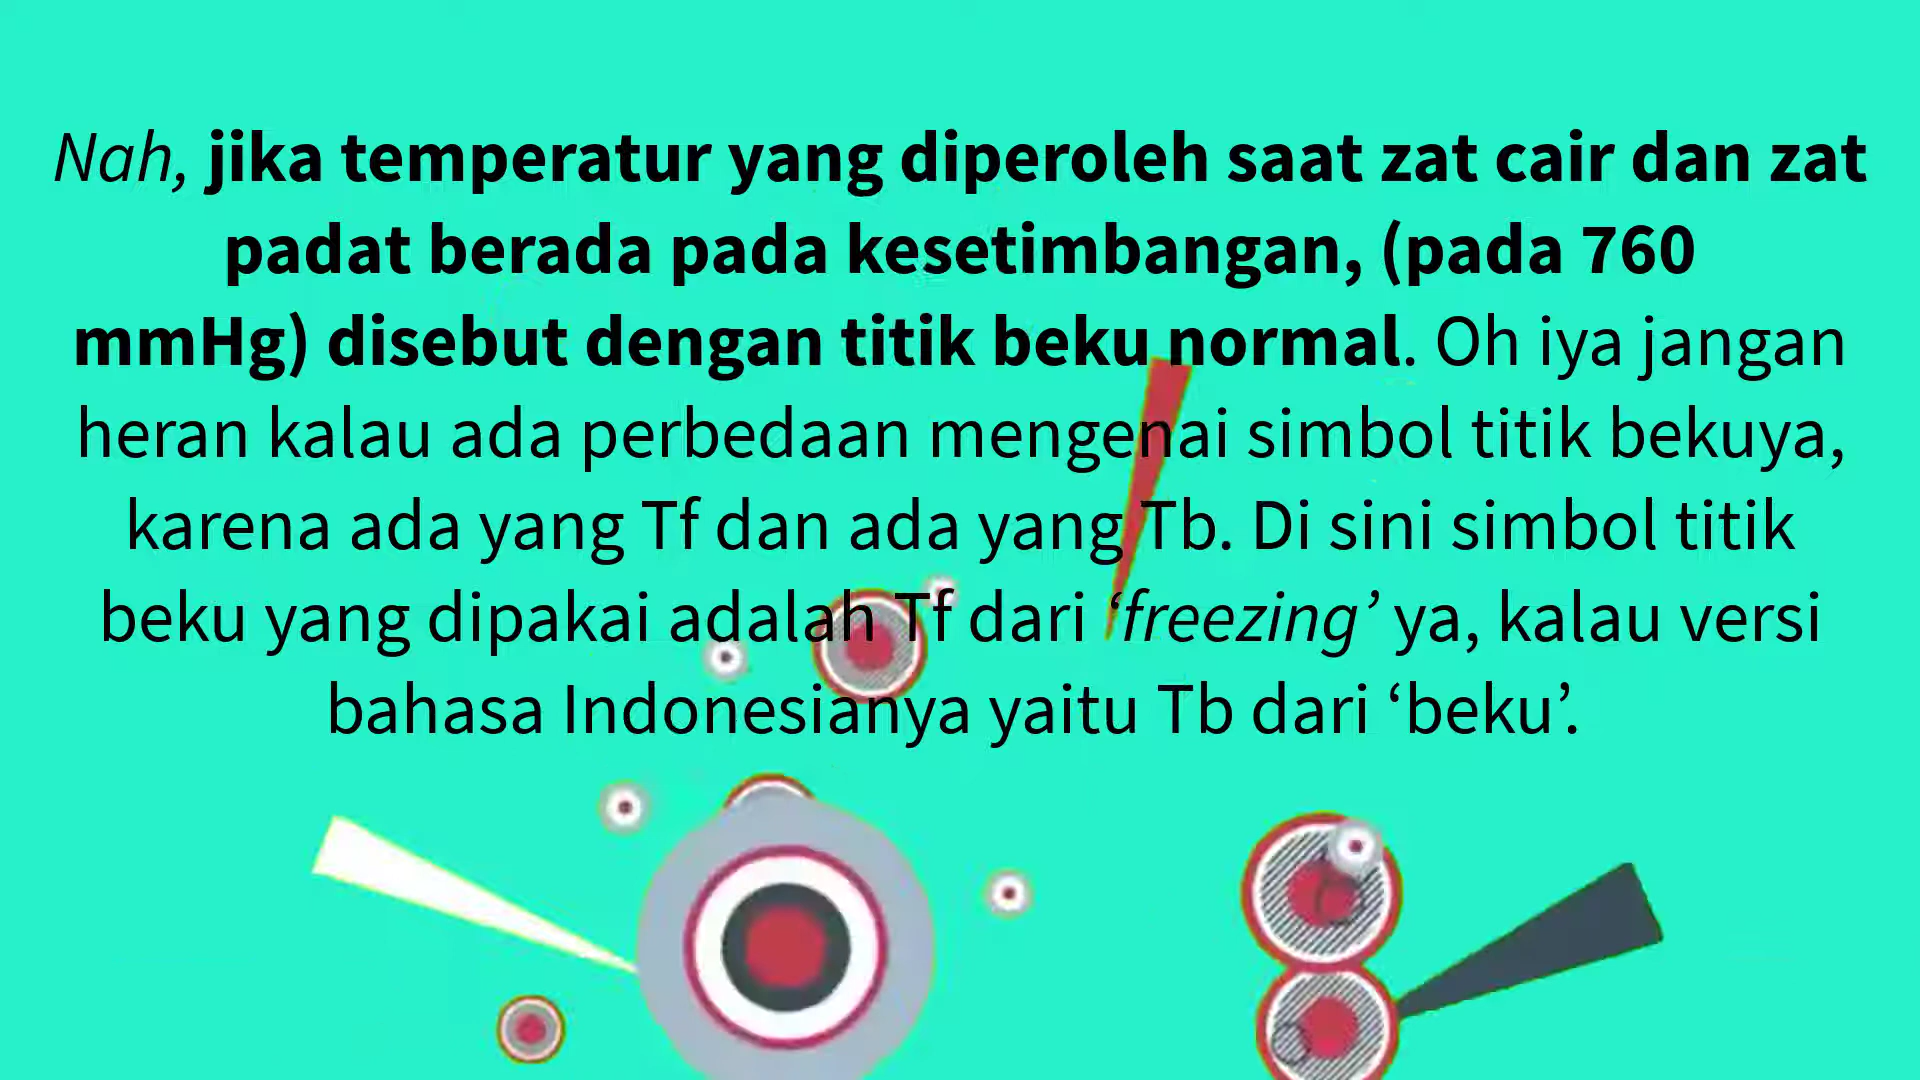 Nah, jika temperatur yang diperoleh saat zat cair dan zat
padat berada pada kesetimbangan, (pada 760
mmHg) disebut dengan titik beku normal. Oh iya jangan
heran kalau ada perbedaan mengenai simbol titik bekuya,
karena ada yang Tf dan ada yang Tb. Di sini simbol titik
beku yang dipakai adalah Tf dari ‘freezing’ ya, kalau versi
bahasa Indonesianya yaitu Tb dari ‘beku’.